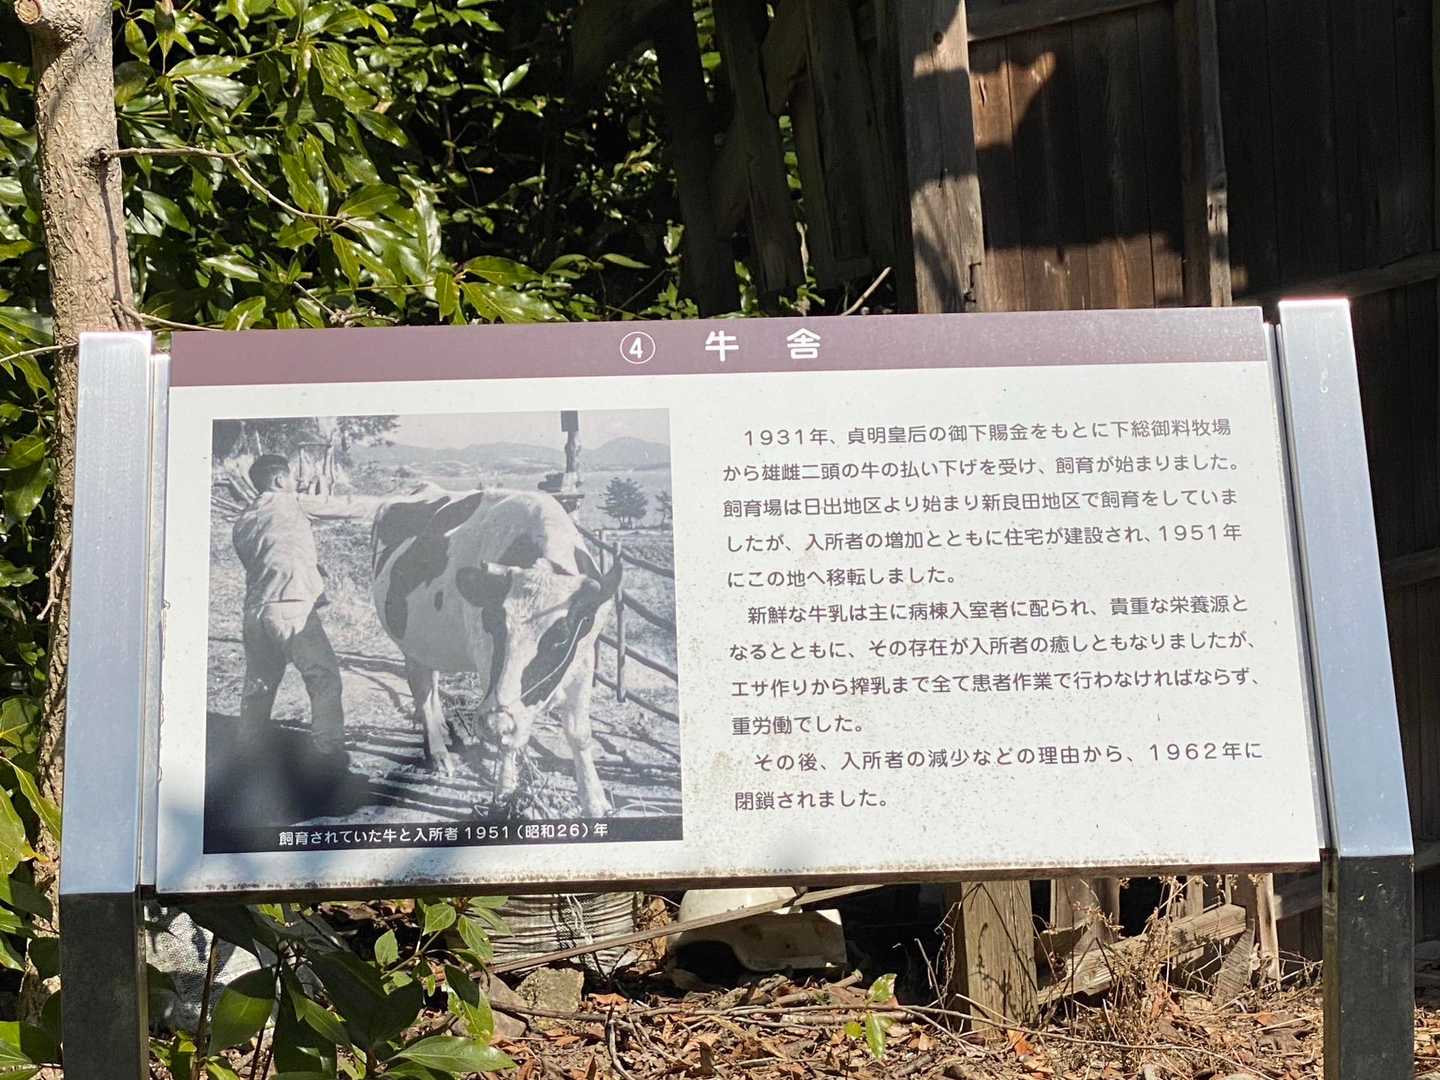 ④ 牛舎
1931年、貞明皇后の御下賜金をもとに下総御料牧場
から雄雌二頭の牛の払い下げを受け、飼育が始まりました。
飼育場は日出地区より始まり新良田地区で飼育をしていま
したが、入所者の増加とともに住宅が建設され、1951年
にこの地へ移転しました。
新鮮な牛乳は主に病棟入室者に配られ、貴重な栄養源と
なるとともに、その存在が入所者の癒しともなりましたが、
エサ作りから搾乳まで全て患者作業で行わなければならず、
重労働でした。
その後、入所者の減少などの理由から、1962年に
閉鎖されました。
飼育されていた牛と入所者1951（昭和26）年